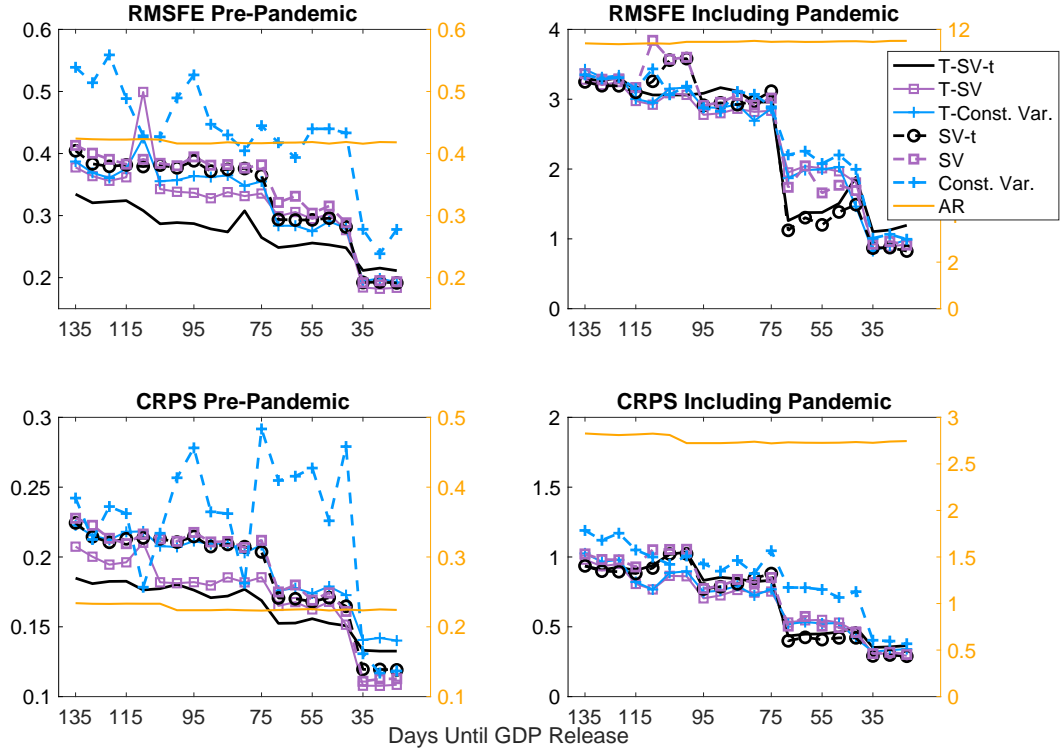 RMSFE Pre-Pandemic
0.6
0.5
0.4
0.3
0.2
0.6
0.5
0.4
0.3
0.2
135 115 95 75 55 35
RMSFE Including Pandemic
4
3
2
1
0
12
10
8
6
4
2
0
135 115 95 75 55 35
T-SV-t
T-SV
T-Const. Var.
SV-t
SV
Const. Var.
AR
CRPS Pre-Pandemic
0.3
0.25
0.2
0.15
0.1
0.5
0.4
0.3
0.2
0.1
135 115 95 75 55 35
CRPS Including Pandemic
2
1.5
1
0.5
0
3
2.5
2
1.5
1
0.5
0
135 115 95 75 55 35
Days Until GDP Release